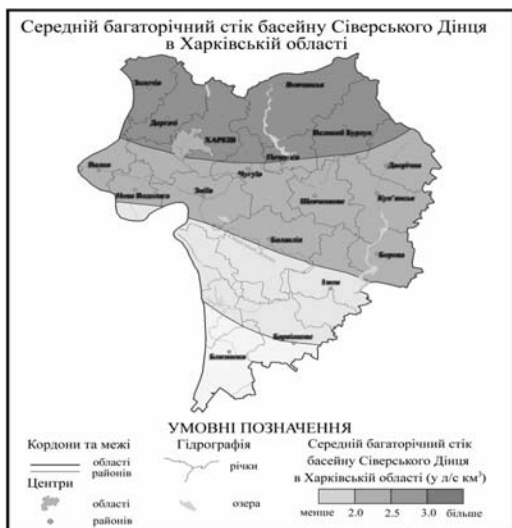 Середній багаторічний стік басейну Сіверського Дінця
в Харківській області
Золочів
Вовчанськ
Дергачі
ХАРКІВ
Великий Бурлук
Печеніги
Валки
Чугуїв
Дворічна
Нова Водолага
Зміїв
Шевченкове
Куп'янськ
Балаклія
Борова
Ізюм
Барвінкове
Близнюки
УМОВНІ ПОЗНАЧЕННЯ
Кордони та межі
області
районів
Центри
області
районів
Гідрографія
річки
озера
Середній багаторічний стік
басейну Сіверського Дінця
в Харківській області (у л/с км³)
менше 2.0 2.5 3.0 більше